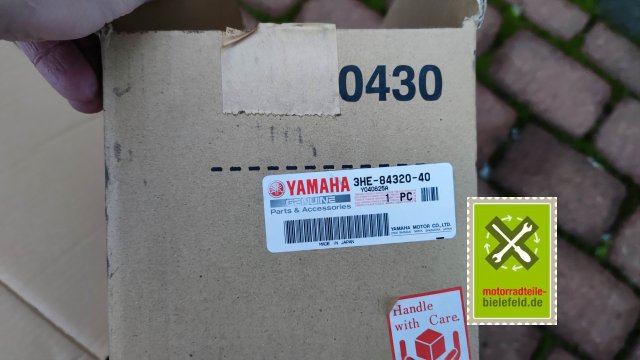 0430
YAMAHA
GENUINE
Parts & Accessories
3HE-84320-40
Y040625A
1 PC
YAMAHA MOTOR CO., LTD.
MADE IN JAPAN
Handle
with Care.
motorradteile-
bielefeld.de